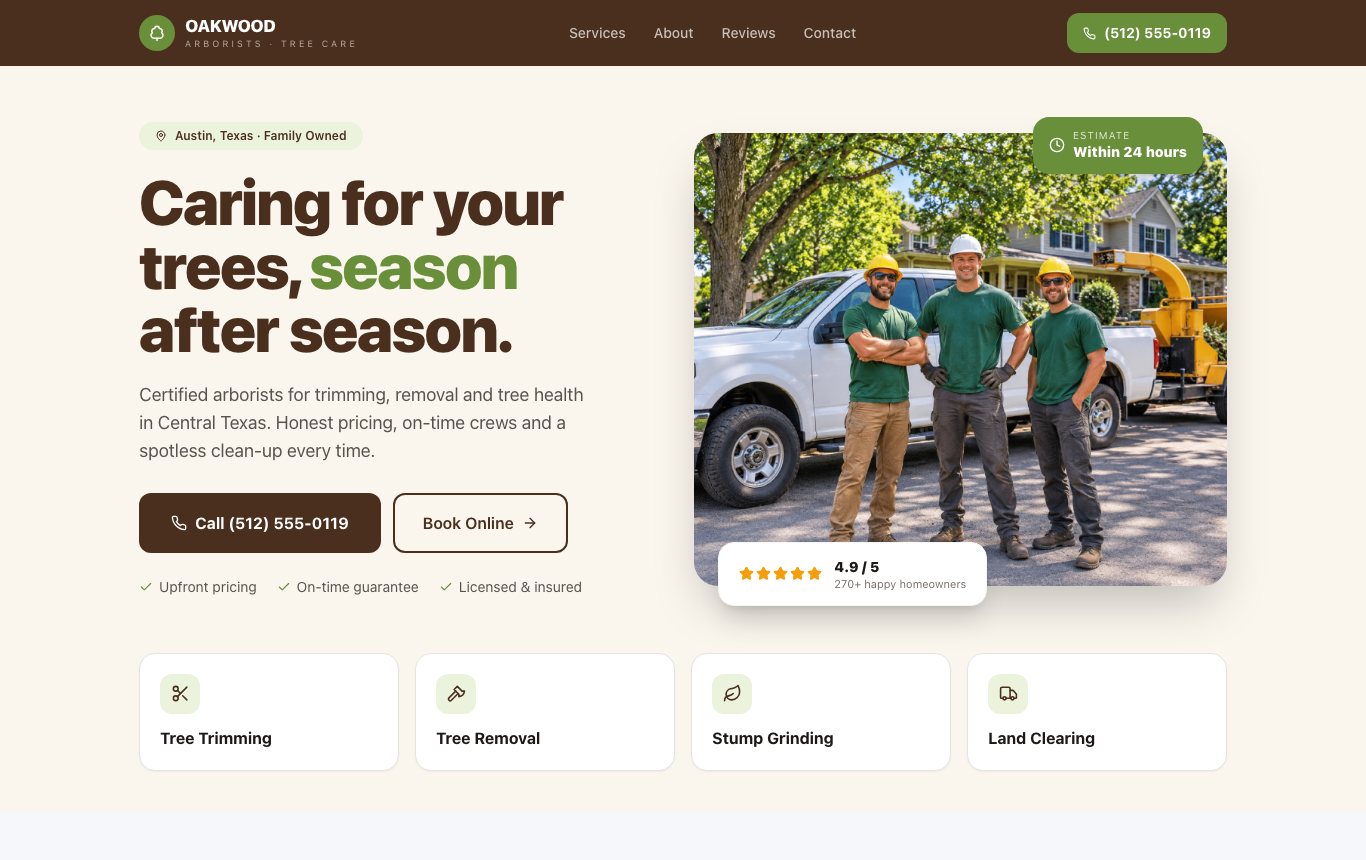 OAKWOOD
ARBORISTS · TREE CARE
Services
About
Reviews
Contact
(512) 555-0119
Austin, Texas · Family Owned
Caring for your
trees, season
after season.
Certified arborists for trimming, removal and tree health
in Central Texas. Honest pricing, on-time crews and a
spotless clean-up every time.
Call (512) 555-0119
Book Online
Upfront pricing
On-time guarantee
Licensed & insured
ESTIMATE
Within 24 hours
4.9 / 5
270+ happy homeowners
Tree Trimming
Tree Removal
Stump Grinding
Land Clearing